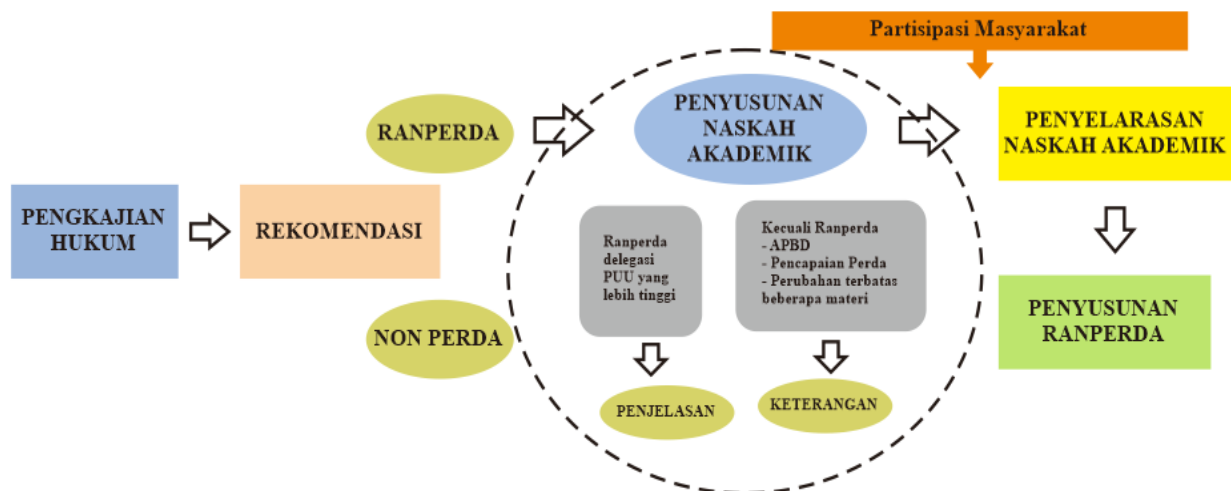 Partisipasi Masyarakat
PENGKAJIAN
HUKUM
REKOMENDASI
RANPERDA
NON PERDA
PENYUSUNAN
NASKAH
AKADEMIK
Ranperda
delegasi
PUU yang
lebih tinggi
PENJELASAN
Kecuali Ranperda
- APBD
- Pencapaian Perda
- Perubahan terbatas
beberapa materi
KETERANGAN
PENYELARASAN
NASKAH AKADEMIK
PENYUSUNAN
RANPERDA